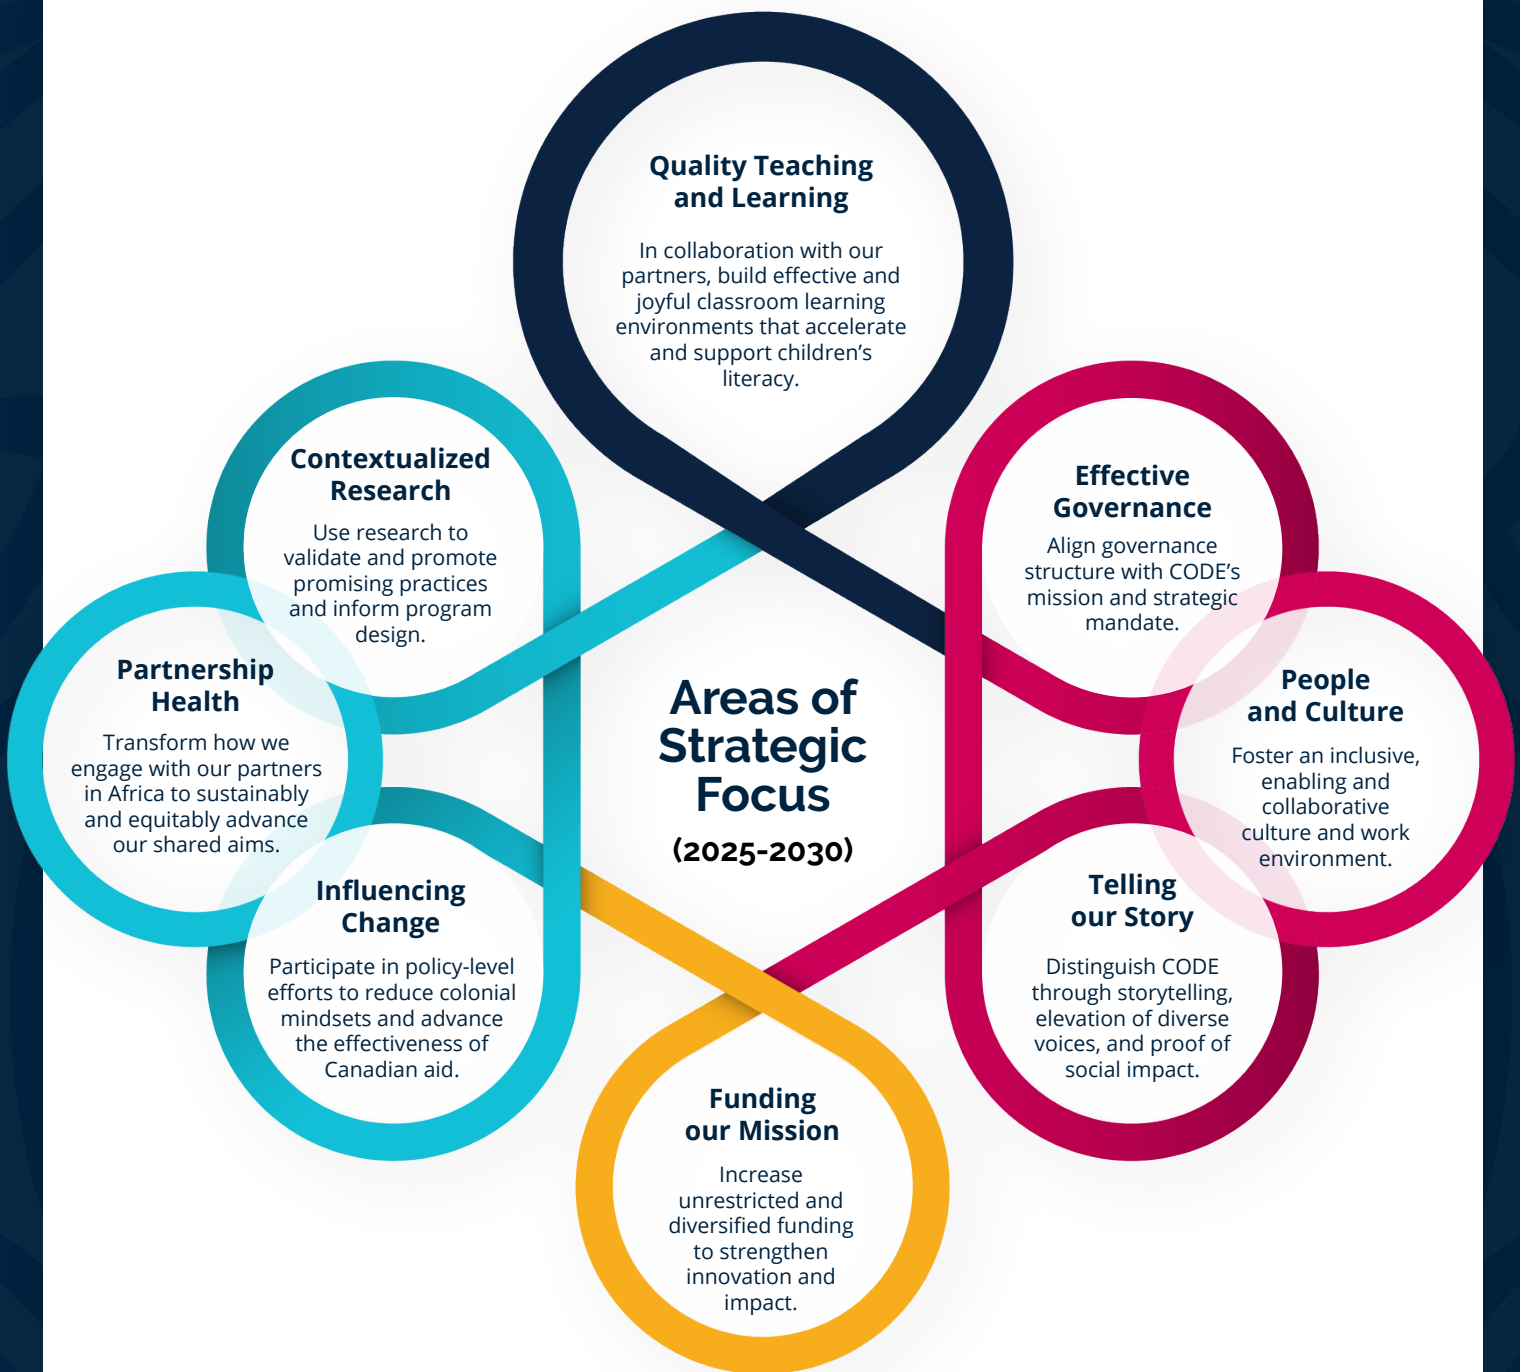 Quality Teaching
and Learning
In collaboration with our
partners, build effective and
joyful classroom learning
environments that accelerate
and support children’s
literacy.
Contextualized
Research
Use research to
validate and promote
promising practices
and inform program
design.
Effective
Governance
Align governance
structure with CODE’s
mission and strategic
mandate.
Partnership
Health
Transform how we
engage with our partners
in Africa to sustainably
and equitably advance
our shared aims.
Areas of
Strategic
Focus
(2025-2030)
People
and Culture
Foster an inclusive,
enabling and
collaborative
culture and work
environment.
Influencing
Change
Participate in policy-level
efforts to reduce colonial
mindsets and advance
the effectiveness of
Canadian aid.
Telling
our Story
Distinguish CODE
through storytelling,
elevation of diverse
voices, and proof of
social impact.
Funding
our Mission
Increase
unrestricted and
diversified funding
to strengthen
innovation and
impact.